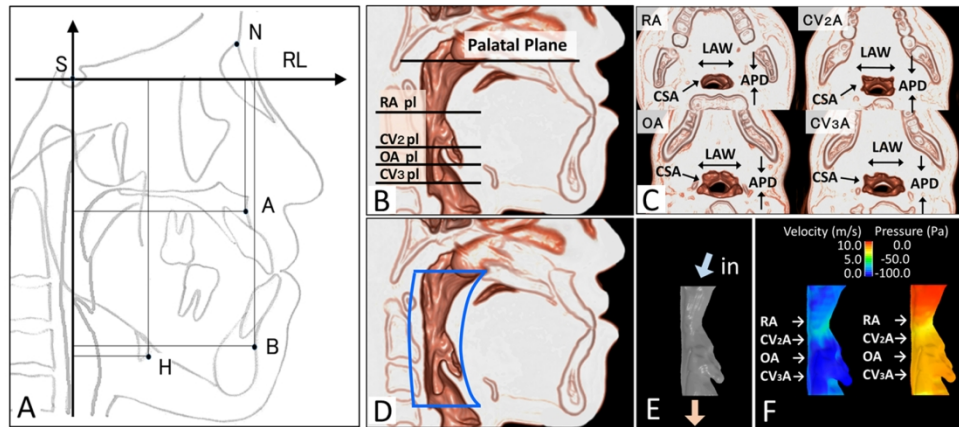 N
S
RL
A
B
H
A
Palatal Plane
RA pl
CV2 pl
OA pl
CV3 pl
B
RA
LAW
CSA
APD
CV2A
LAW
CSA
APD
OA
LAW
CSA
APD
C
CV3A
LAW
CSA
APD
D
in
E
Velocity (m/s) Pressure (Pa)
10.0 0.0
5.0 -50.0
0.0 -100.0
RA → RA →
CV2A → CV2A →
OA → OA →
CV3A → CV3A →
F